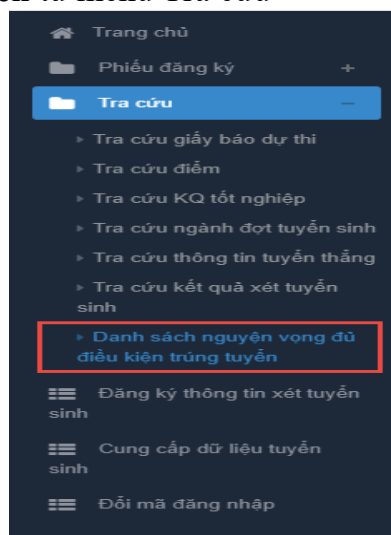 Trang chủ
Phiếu đăng ký +
Tra cứu −
Tra cứu giấy báo dự thi
Tra cứu điểm
Tra cứu KQ tốt nghiệp
Tra cứu ngành đợt tuyển sinh
Tra cứu thông tin tuyển thẳng
Tra cứu kết quả xét tuyển
sinh
Danh sách nguyện vọng đủ
điều kiện trúng tuyển
Đăng ký thông tin xét tuyển
sinh
Cung cấp dữ liệu tuyển
sinh
Đổi mã đăng nhập